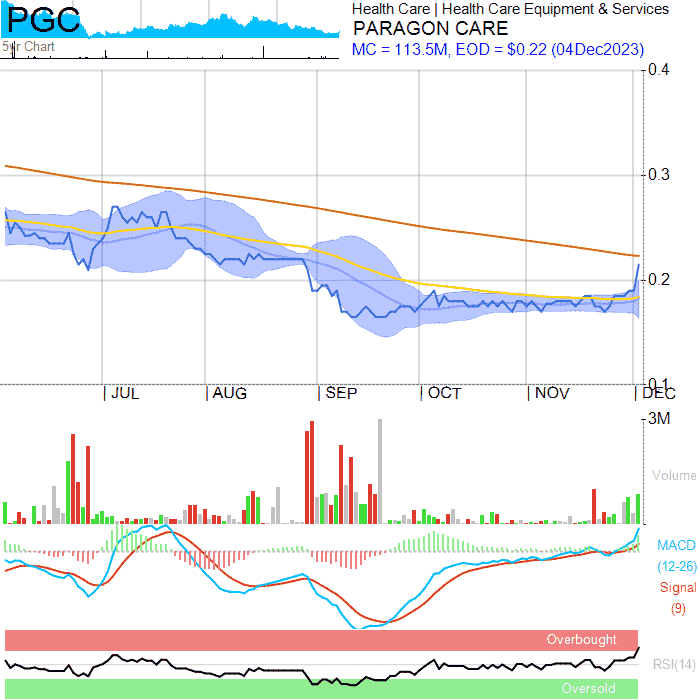 PGC
5yr Chart
Health Care | Health Care Equipment & Services
PARAGON CARE
MC = 113.5M, EOD = $0.22 (04Dec2023)
0.4
0.3
0.2
0.1
JUL AUG SEP OCT NOV DEC
3M
Volume
MACD
(12-26)
Signal
(9)
Overbought
RSI(14)
Oversold